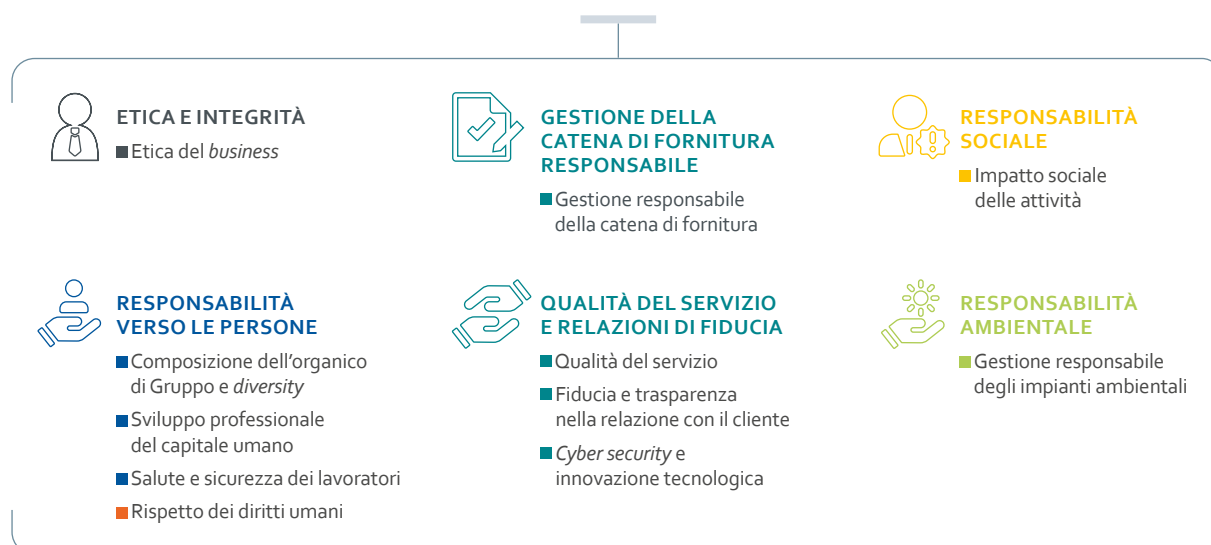 ETICA E INTEGRITÀ
Etica del business
GESTIONE DELLA
CATENA DI FORNITURA
RESPONSABILE
Gestione responsabile
della catena di fornitura
RESPONSABILITÀ
SOCIALE
Impatto sociale
delle attività
RESPONSABILITÀ
VERSO LE PERSONE
Composizione dell’organico
di Gruppo e diversity
Sviluppo professionale
del capitale umano
Salute e sicurezza dei lavoratori
Rispetto dei diritti umani
QUALITÀ DEL SERVIZIO
E RELAZIONI DI FIDUCIA
Qualità del servizio
Fiducia e trasparenza
nella relazione con il cliente
Cyber security e
innovazione tecnologica
RESPONSABILITÀ
AMBIENTALE
Gestione responsabile
degli impianti ambientali